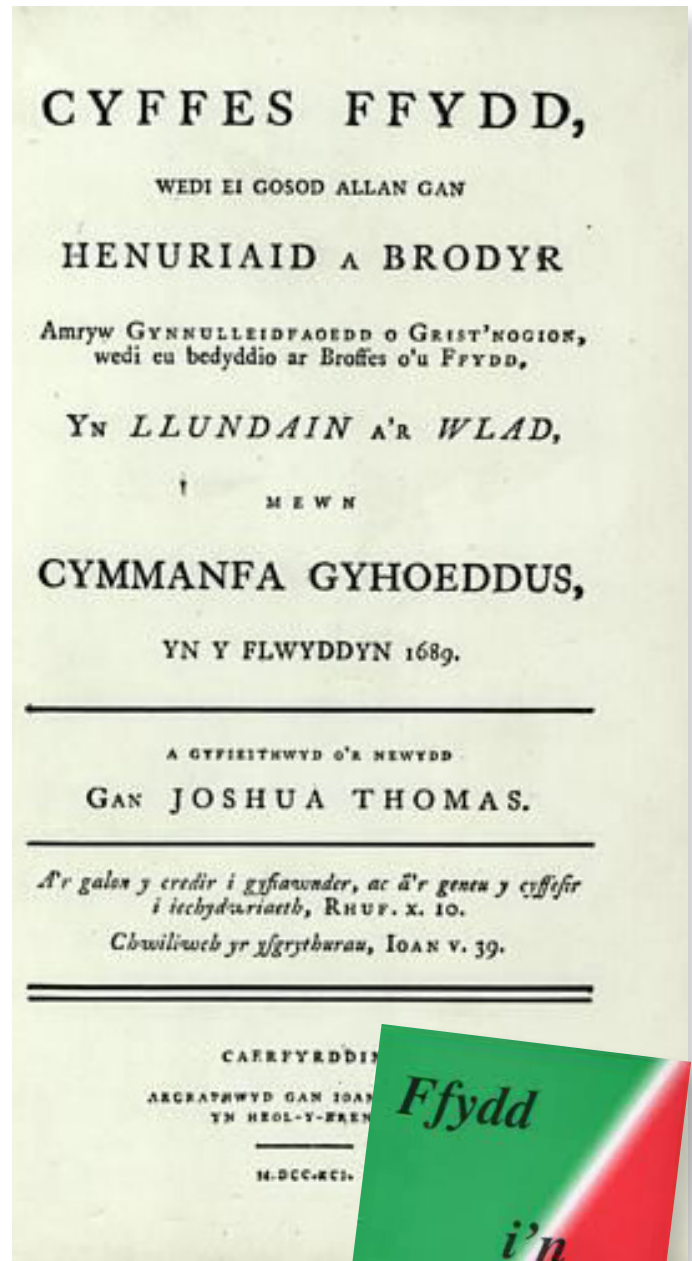 CYFFES FFYDD,
WEDI EI GOSOD ALLAN GAN
HENURIAID A BRODYR
Amryw GYNNULLEIDFAOEDD O GRIST'NOGION,
wedi eu bedyddio ar Broffes o'u FFYDD,
YN LLUNDAIN A'R WLAD,
MEWN
CYMMANFA GYHOEDDUS,
YN Y FLWYDDYN 1689.
A GYFIEITHWYD O'R NEWYDD
GAN JOSHUA THOMAS.
A'r galon y credir i gyfiawnder, ac â'r geneu y cyffeſir
i iechydwriaeth, RHUF. X. 10.
Chwiliwch yr yſgrythurau, IOAN V. 39.
CAERFYRDDIN
ARGRAPHWYD GAN IOAN
YN HEOL-Y-BREN
M.DCC.XCI.
Ffydd
i'n